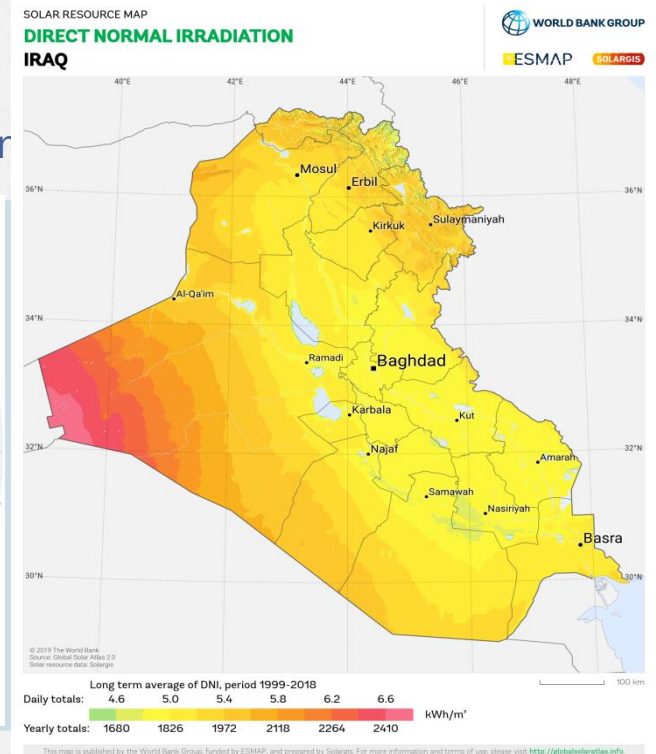 SOLAR RESOURCE MAP
DIRECT NORMAL IRRADIATION
IRAQ
WORLD BANK GROUP
ESMAP
SOLARGIS
40°E 42°E 44°E 46°E 48°E
Mosul
Erbil
36°N 36°N
Sulaymaniyah
Kirkuk
Al-Qa'im
34°N 34°N
Ramadi
Baghdad
Karbala
Kut
32°N 32°N
Najaf
Amarah
Samawah
Nasiriyah
Basra
30°N 30°N
© 2019 The World Bank
Source: Global Solar Atlas 2.0
Solar resource data: Solargis
100 km
Long term average of DNI, period 1999-2018
Daily totals: 4.6 5.0 5.4 5.8 6.2 6.6
kWh/m²
Yearly totals: 1680 1826 1972 2118 2264 2410
This map is published by the World Bank Group, funded by ESMAP, and prepared by Solargis. For more information and terms of use, please visit http://globalsolaratlas.info.